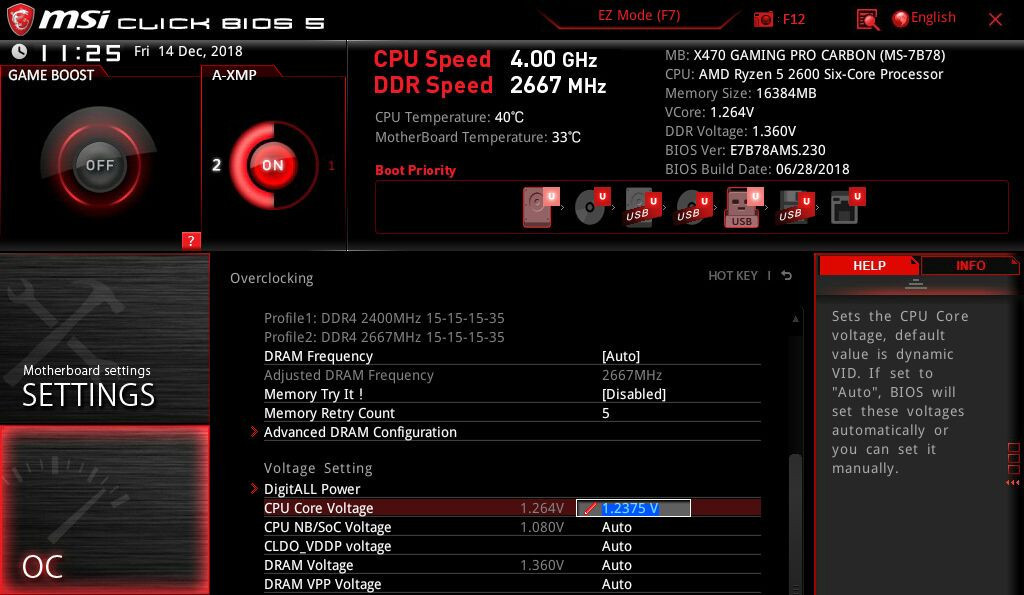 msi CLICK BIOS 5
EZ Mode (F7)
: F12
English
11:25 Fri 14 Dec, 2018
GAME BOOST
OFF
?
A-XMP
2 ON 1
CPU Speed 4.00 GHz
DDR Speed 2667 MHz
CPU Temperature: 40℃
MotherBoard Temperature: 33℃
MB: X470 GAMING PRO CARBON (MS-7B78)
CPU: AMD Ryzen 5 2600 Six-Core Processor
Memory Size: 16384MB
VCore: 1.264V
DDR Voltage: 1.360V
BIOS Ver: E7B78AMS.230
BIOS Build Date: 06/28/2018
Boot Priority
U U U U U U U
USB USB USB USB
Motherboard settings
SETTINGS
OC
Overclocking
HOT KEY |
Profile1: DDR4 2400MHz 15-15-15-35
Profile2: DDR4 2667MHz 15-15-15-35
DRAM Frequency [Auto]
Adjusted DRAM Frequency 2667MHz
Memory Try It ! [Disabled]
Memory Retry Count 5
Advanced DRAM Configuration
Voltage Setting
DigitALL Power
CPU Core Voltage 1.264V 1.2375 V
CPU NB/SoC Voltage 1.080V Auto
CLDO_VDDP voltage Auto
DRAM Voltage 1.360V Auto
DRAM VPP Voltage Auto
HELP
INFO
Sets the CPU Core
voltage, default
value is dynamic
VID. If set to
"Auto", BIOS will
set these voltages
automatically or
you can set it
manually.